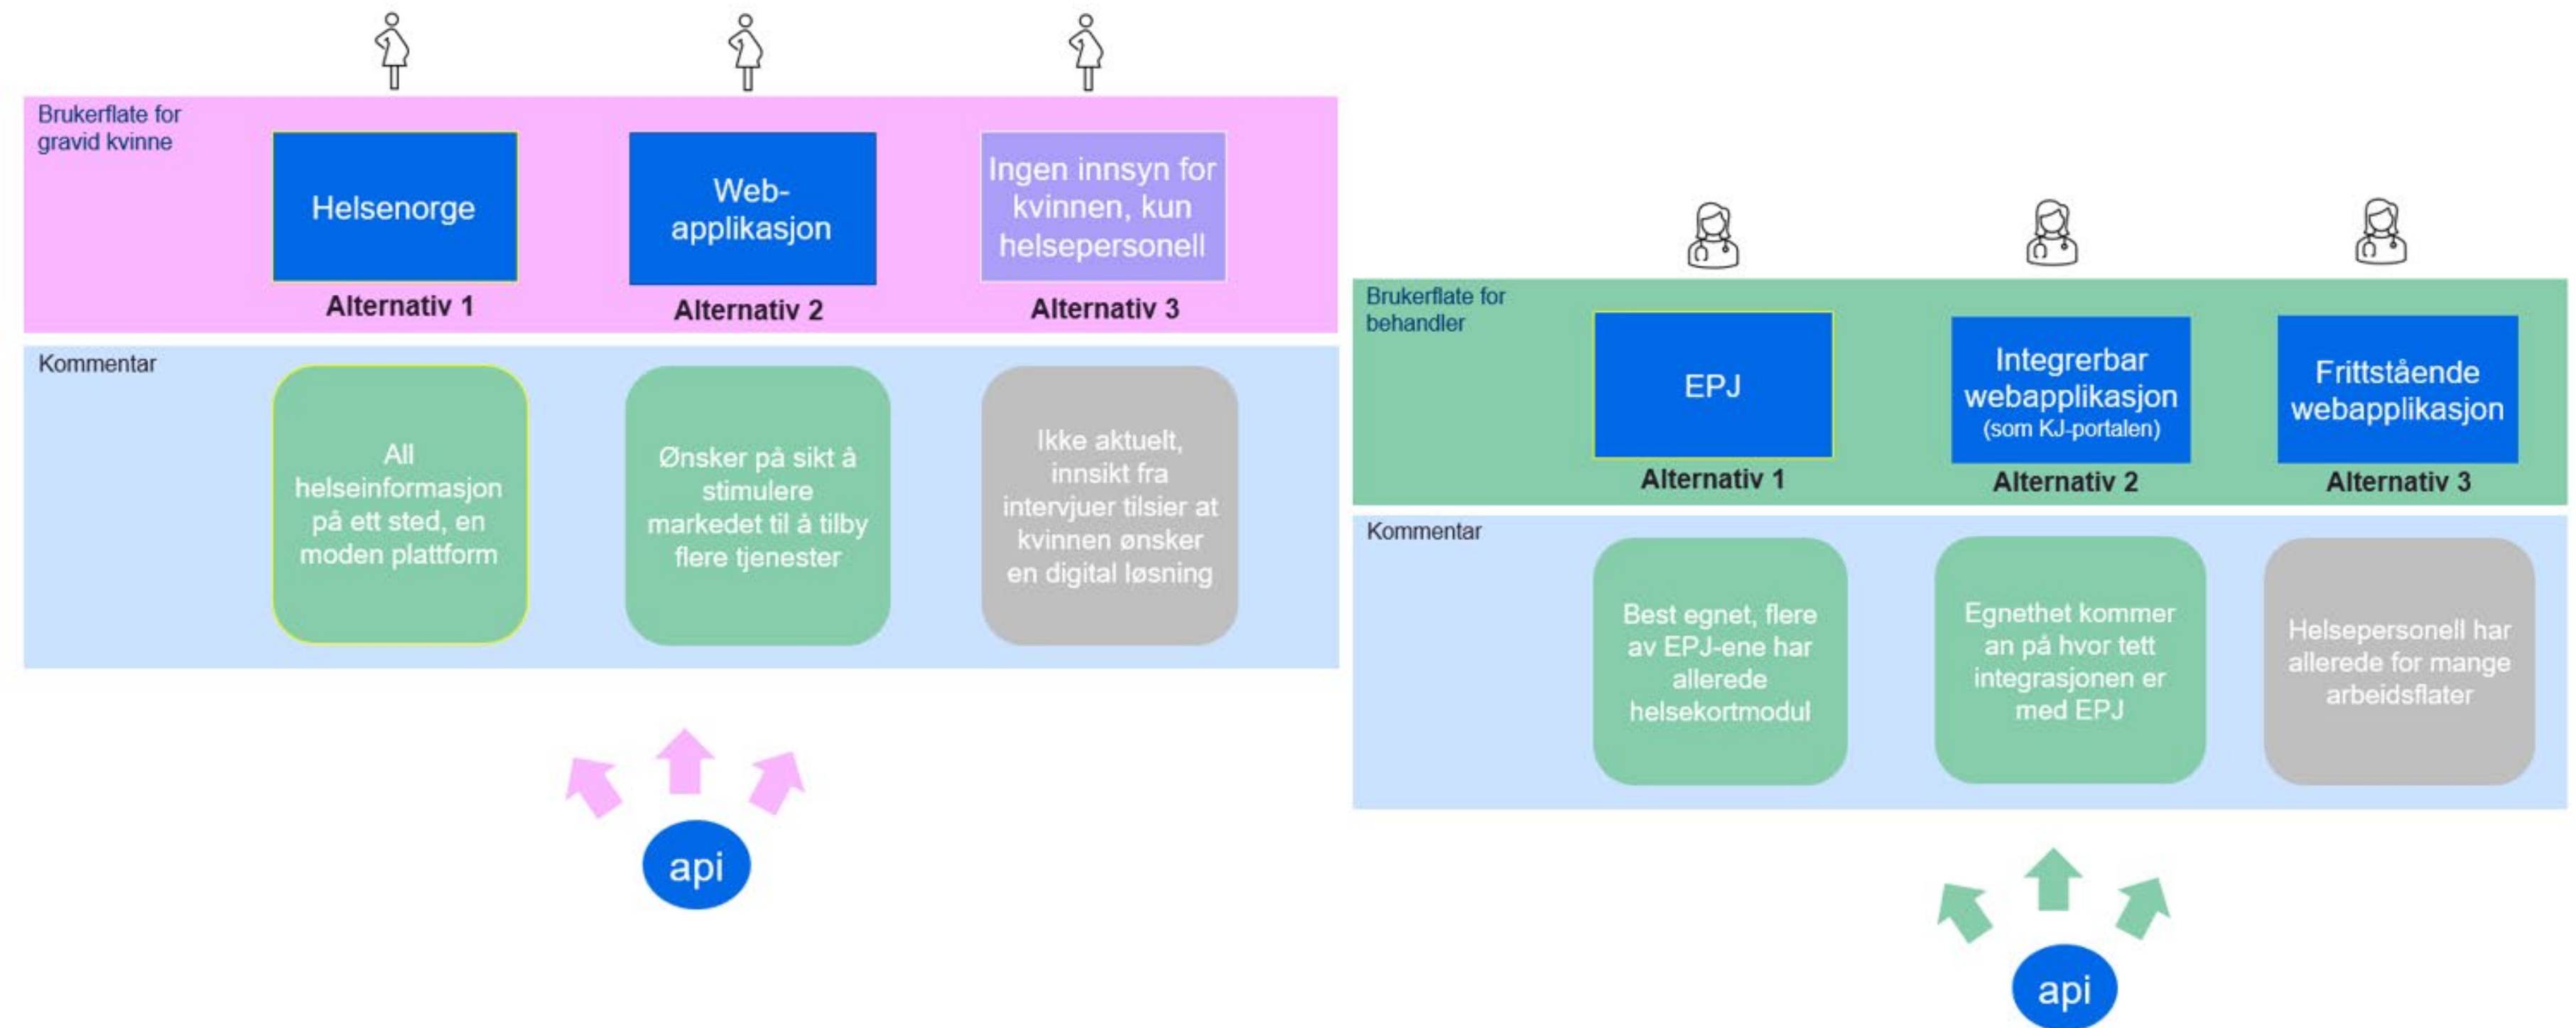 Brukerflate for
gravid kvinne
Helsenorge
Alternativ 1
Web-
applikasjon
Alternativ 2
Ingen innsyn for
kvinnen, kun
helsepersonell
Alternativ 3
Kommentar
All
helseinformasjon
på ett sted, en
moden plattform
Ønsker på sikt å
stimulere
markedet til å tilby
flere tjenester
Ikke aktuelt,
innsikt fra
intervjuer tilsier at
kvinnen ønsker
en digital løsning
api
Brukerflate for
behandler
EPJ
Alternativ 1
Integrerbar
webapplikasjon
(som KJ-portalen)
Alternativ 2
Frittstående
webapplikasjon
Alternativ 3
Kommentar
Best egnet, flere
av EPJ-ene har
allerede
helsekortmodul
Egnethet kommer
an på hvor tett
integrasjonen er
med EPJ
Helsepersonell har
allerede for mange
arbeidsflater
api